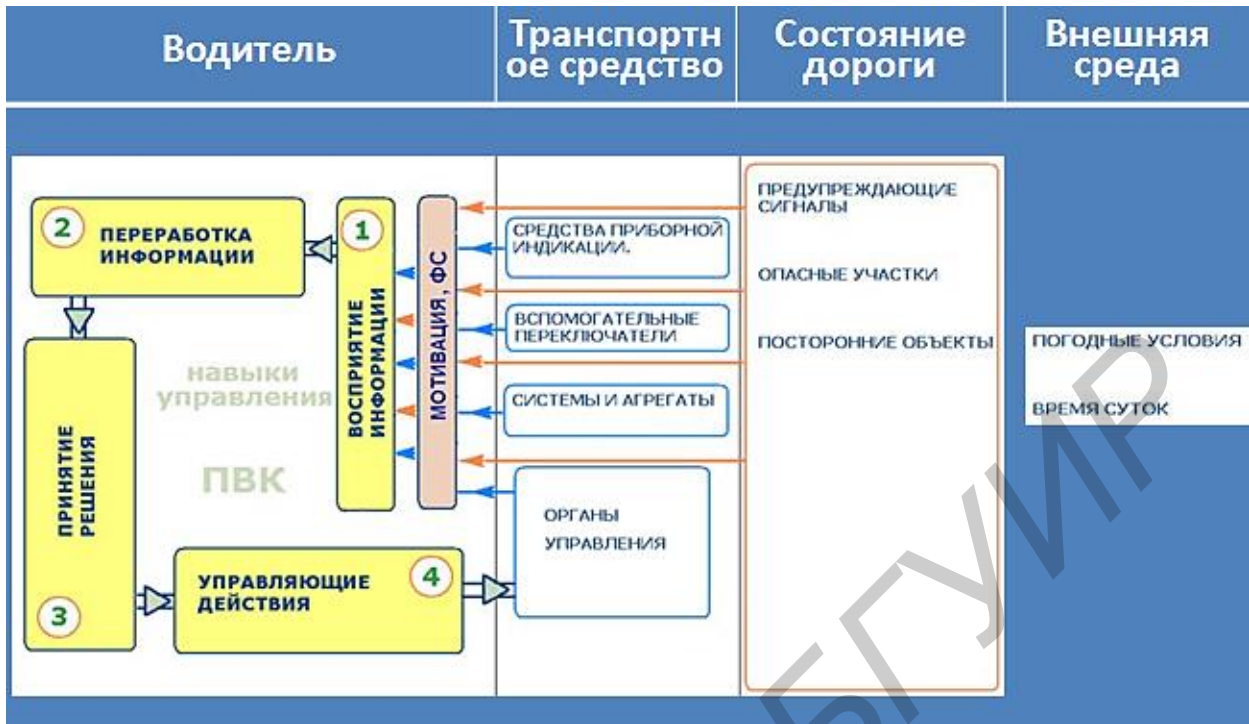 Водитель
Транспортн
ое средство
Состояние
дороги
Внешняя
среда
2
ПЕРЕРАБОТКА
ИНФОРМАЦИИ
1
ВОСПРИЯТИЕ
ИНФОРМАЦИИ
МОТИВАЦИЯ, ФС
навыки
управления
ПВК
ПРИНЯТИЕ
РЕШЕНИЯ
3
УПРАВЛЯЮЩИЕ
ДЕЙСТВИЯ
4
СРЕДСТВА ПРИБОРНОЙ
ИНДИКАЦИИ.
ВСПОМОГАТЕЛЬНЫЕ
ПЕРЕКЛЮЧАТЕЛИ
СИСТЕМЫ И АГРЕГАТЫ
ОРГАНЫ
УПРАВЛЕНИЯ
ПРЕДУПРЕЖДАЮЩИЕ
СИГНАЛЫ
ОПАСНЫЕ УЧАСТКИ
ПОСТОРОННИЕ ОБЪЕКТЫ
ПОГОДНЫЕ УСЛОВИЯ
ВРЕМЯ СУТОК
БГУИР